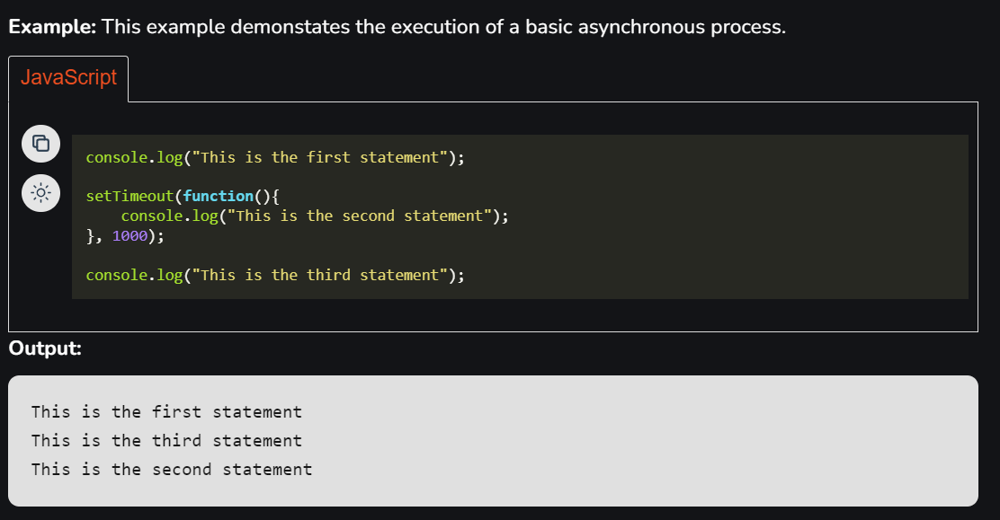 Example: This example demonstates the execution of a basic asynchronous process.
JavaScript
console.log("This is the first statement");
setTimeout(function(){
    console.log("This is the second statement");
}, 1000);
console.log("This is the third statement");
Output:
This is the first statement
This is the third statement
This is the second statement